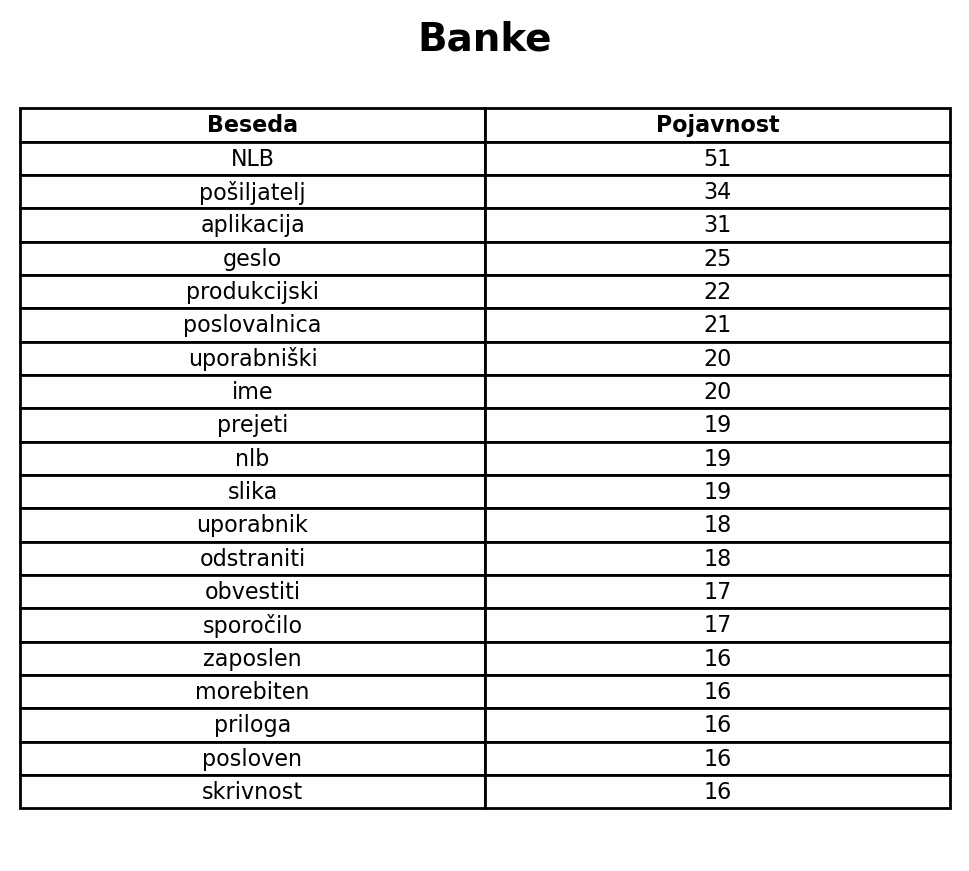 Banke
Beseda Pojavnost
NLB 51
pošiljatelj 34
aplikacija 31
geslo 25
produkcijski 22
poslovalnica 21
uporabniški 20
ime 20
prejeti 19
nlb 19
slika 19
uporabnik 18
odstraniti 18
obvestiti 17
sporočilo 17
zaposlen 16
morebiten 16
priloga 16
posloven 16
skrivnost 16